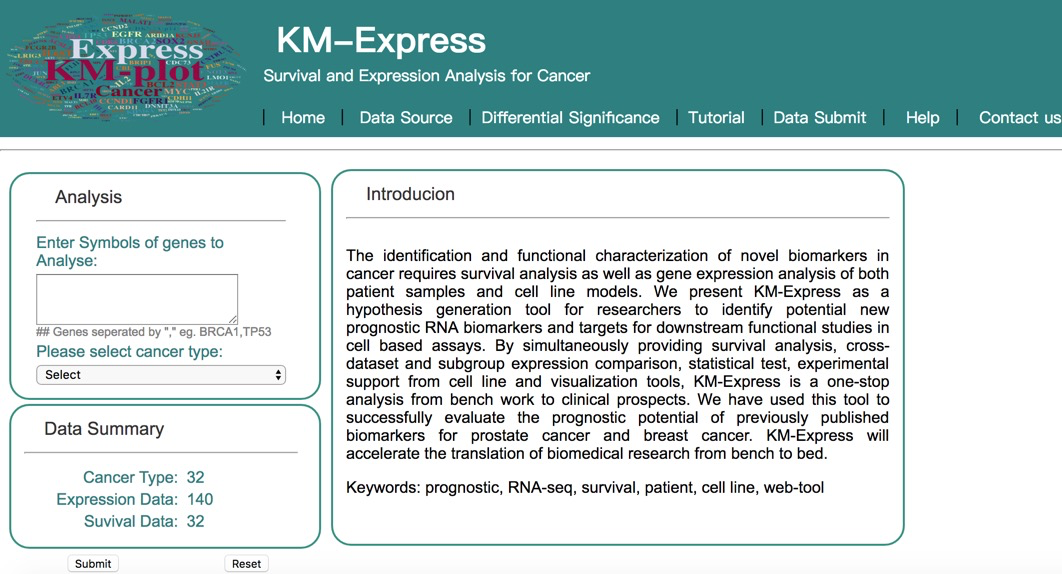 CCND2
EGFR ARID1A
BRCA2 SOX2
Express
KM-plot
Cancer MYC
CCND1 FGFR1
CARD11 DNMT3A
KM–Express
Survival and Expression Analysis for Cancer
| Home | Data Source | Differential Significance | Tutorial | Data Submit | Help | Contact us
Analysis
Enter Symbols of genes to
Analyse:
## Genes seperated by "," eg. BRCA1,TP53
Please select cancer type:
Select
Data Summary
Cancer Type: 32
Expression Data: 140
Suvival Data: 32
Submit Reset
Introducion
The identification and functional characterization of novel biomarkers in
cancer requires survival analysis as well as gene expression analysis of both
patient samples and cell line models. We present KM-Express as a
hypothesis generation tool for researchers to identify potential new
prognostic RNA biomarkers and targets for downstream functional studies in
cell based assays. By simultaneously providing survival analysis, cross-
dataset and subgroup expression comparison, statistical test, experimental
support from cell line and visualization tools, KM-Express is a one-stop
analysis from bench work to clinical prospects. We have used this tool to
successfully evaluate the prognostic potential of previously published
biomarkers for prostate cancer and breast cancer. KM-Express will
accelerate the translation of biomedical research from bench to bed.
Keywords: prognostic, RNA-seq, survival, patient, cell line, web-tool